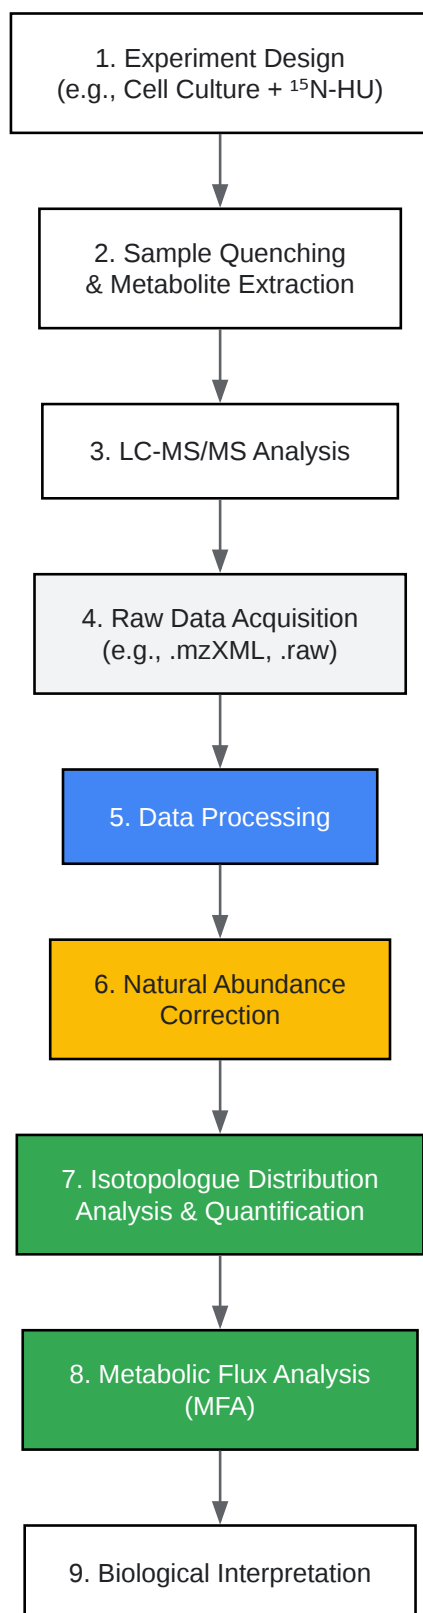 1. Experiment Design
(e.g., Cell Culture + ¹⁵N-HU)
2. Sample Quenching
& Metabolite Extraction
3. LC-MS/MS Analysis
4. Raw Data Acquisition
(e.g., .mzXML, .raw)
5. Data Processing
6. Natural Abundance
Correction
7. Isotopologue Distribution
Analysis & Quantification
8. Metabolic Flux Analysis
(MFA)
9. Biological Interpretation